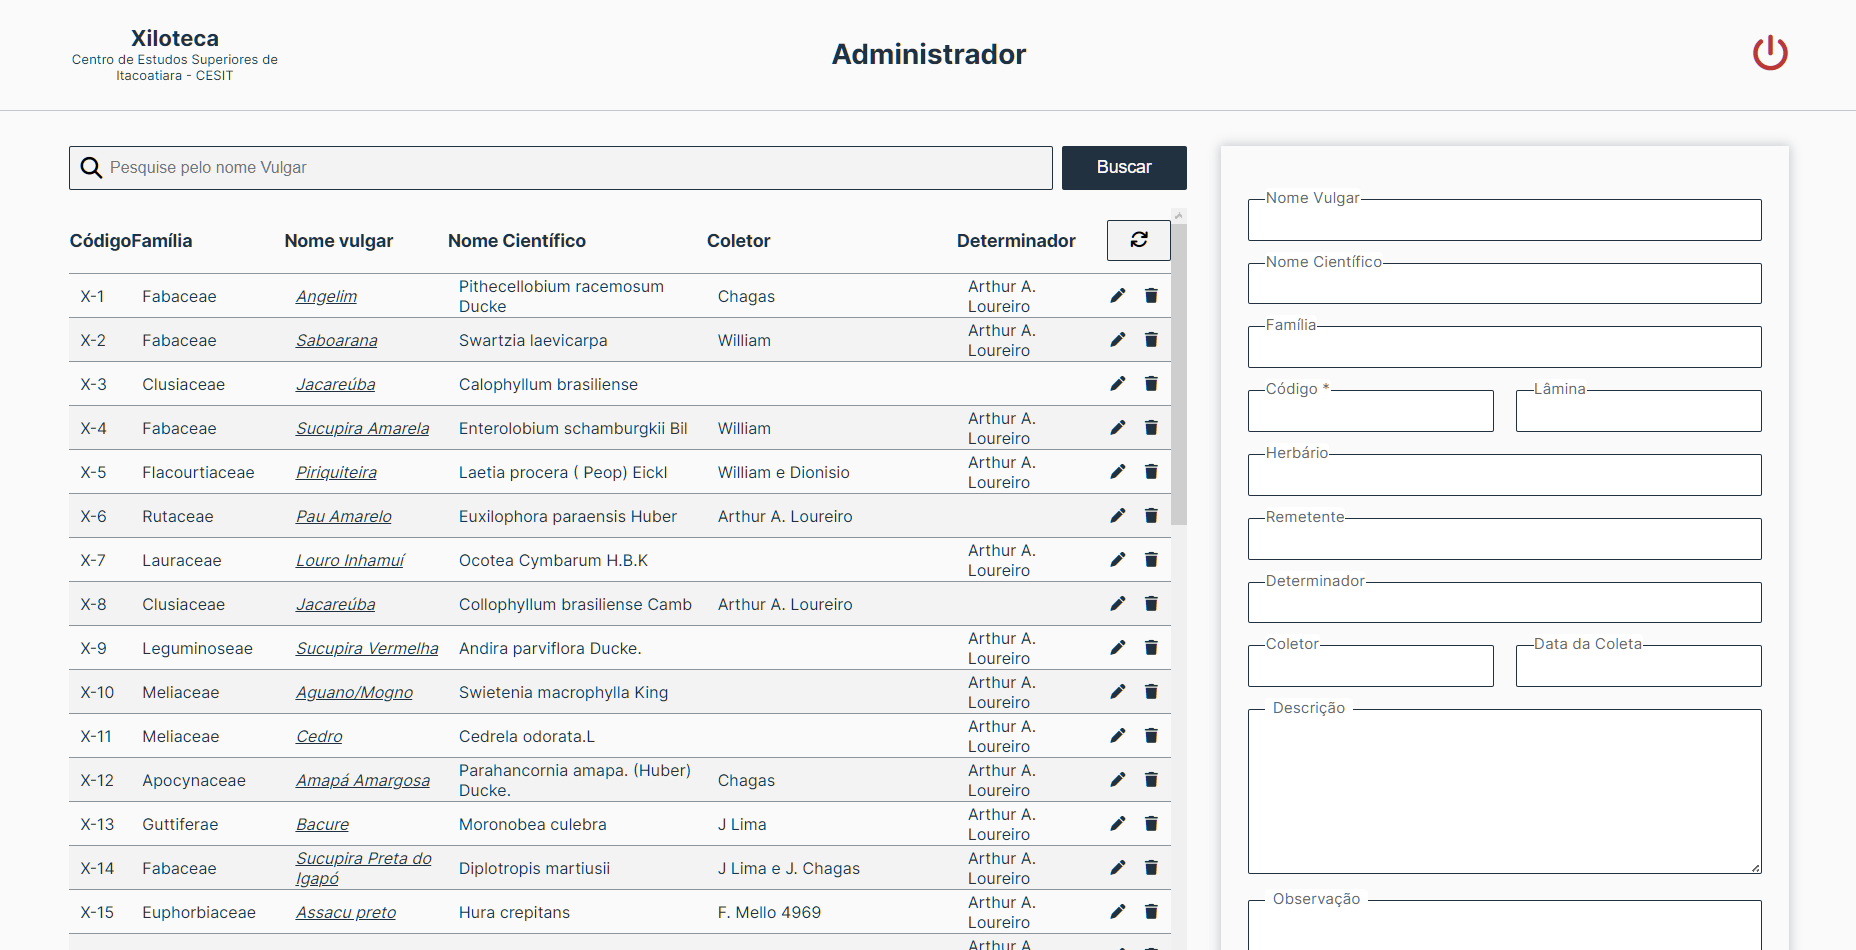 Xiloteca
Centro de Estudos Superiores de
Itacoatiara - CESIT
Administrador
Pesquise pelo nome Vulgar
Buscar
Código Família Nome vulgar Nome Científico Coletor Determinador
X-1 Fabaceae Angelim Pithecellobium racemosum Ducke Chagas Arthur A. Loureiro
X-2 Fabaceae Saboarana Swartzia laevicarpa William Arthur A. Loureiro
X-3 Clusiaceae Jacareúba Calophyllum brasiliense
X-4 Fabaceae Sucupira Amarela Enterolobium schamburgkii Bil William Arthur A. Loureiro
X-5 Flacourtiaceae Piriquiteira Laetia procera ( Peop) Eickl William e Dionisio Arthur A. Loureiro
X-6 Rutaceae Pau Amarelo Euxilophora paraensis Huber Arthur A. Loureiro
X-7 Lauraceae Louro Inhamuí Ocotea Cymbarum H.B.K Arthur A. Loureiro
X-8 Clusiaceae Jacareúba Collophyllum brasiliense Camb Arthur A. Loureiro
X-9 Leguminoseae Sucupira Vermelha Andira parviflora Ducke. Arthur A. Loureiro
X-10 Meliaceae Aguano/Mogno Swietenia macrophylla King Arthur A. Loureiro
X-11 Meliaceae Cedro Cedrela odorata.L Arthur A. Loureiro
X-12 Apocynaceae Amapá Amargosa Parahancornia amapa. (Huber) Ducke. Chagas Arthur A. Loureiro
X-13 Guttiferae Bacure Moronobea culebra J Lima Arthur A. Loureiro
X-14 Fabaceae Sucupira Preta do Igapó Diplotropis martiusii J Lima e J. Chagas Arthur A. Loureiro
X-15 Euphorbiaceae Assacu preto Hura crepitans F. Mello 4969 Arthur A. Loureiro
Arthur A.
Nome Vulgar
Nome Científico
Família
Código *
Lâmina
Herbário
Remetente
Determinador
Coletor
Data da Coleta
Descrição
Observação